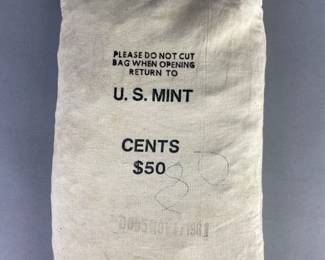 PLEASE DO NOT CUT
BAG WHEN OPENING
RETURN TO
U. S. MINT
CENTS
$50